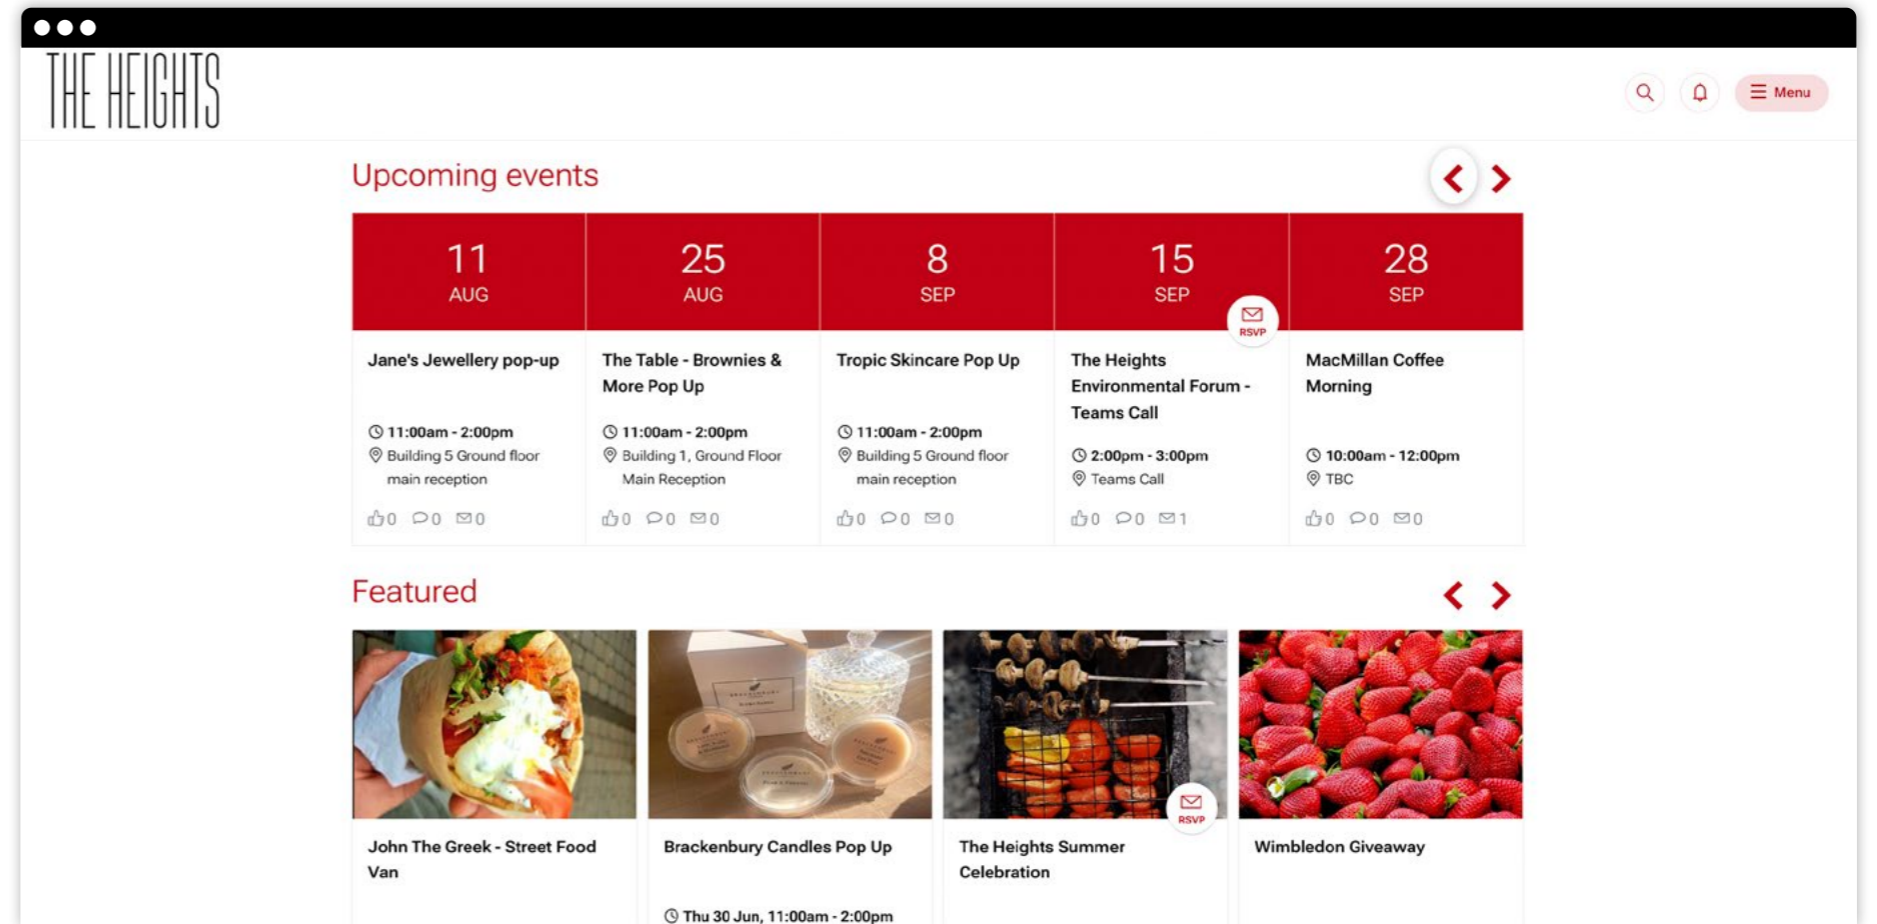 THE HEIGHTS
Menu
Upcoming events
11
AUG
25
AUG
8
SEP
15
SEP
RSVP
28
SEP
Jane's Jewellery pop-up
11:00am - 2:00pm
Building 5 Ground floor
main reception
0 0 0
The Table - Brownies &
More Pop Up
11:00am - 2:00pm
Building 1, Ground Floor
Main Reception
0 0 0
Tropic Skincare Pop Up
11:00am - 2:00pm
Building 5 Ground floor
main reception
0 0 0
The Heights
Environmental Forum -
Teams Call
2:00pm - 3:00pm
Teams Call
0 0 1
MacMillan Coffee
Morning
10:00am - 12:00pm
TBC
0 0 0
Featured
RSVP
John The Greek - Street Food
Van
Brackenbury Candles Pop Up
Thu 30 Jun, 11:00am - 2:00pm
The Heights Summer
Celebration
Wimbledon Giveaway